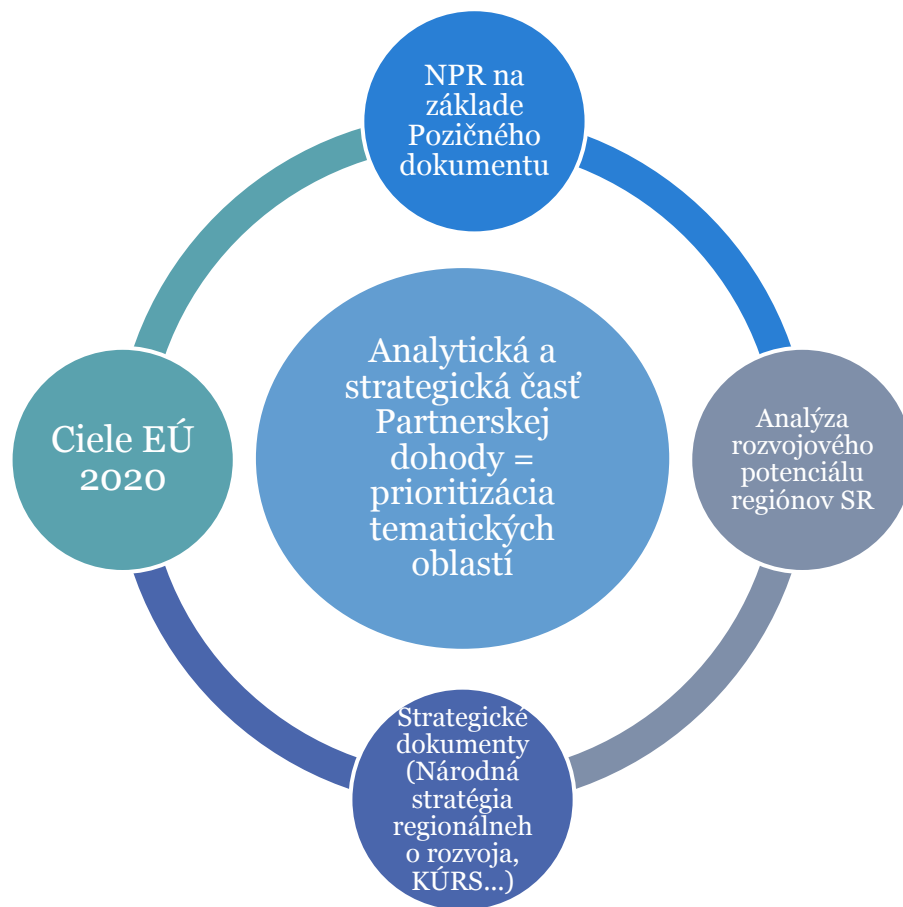 NPR na
základe
Pozičného
dokumentu
Analytická a
strategická časť
Partnerskej
dohody =
prioritizácia
tematických
oblastí
Ciele EÚ
2020
Analýza
rozvojového
potenciálu
regiónov SR
Strategické
dokumenty
(Národná
stratégia
regionálneh
o rozvoja,
KÚRS...)